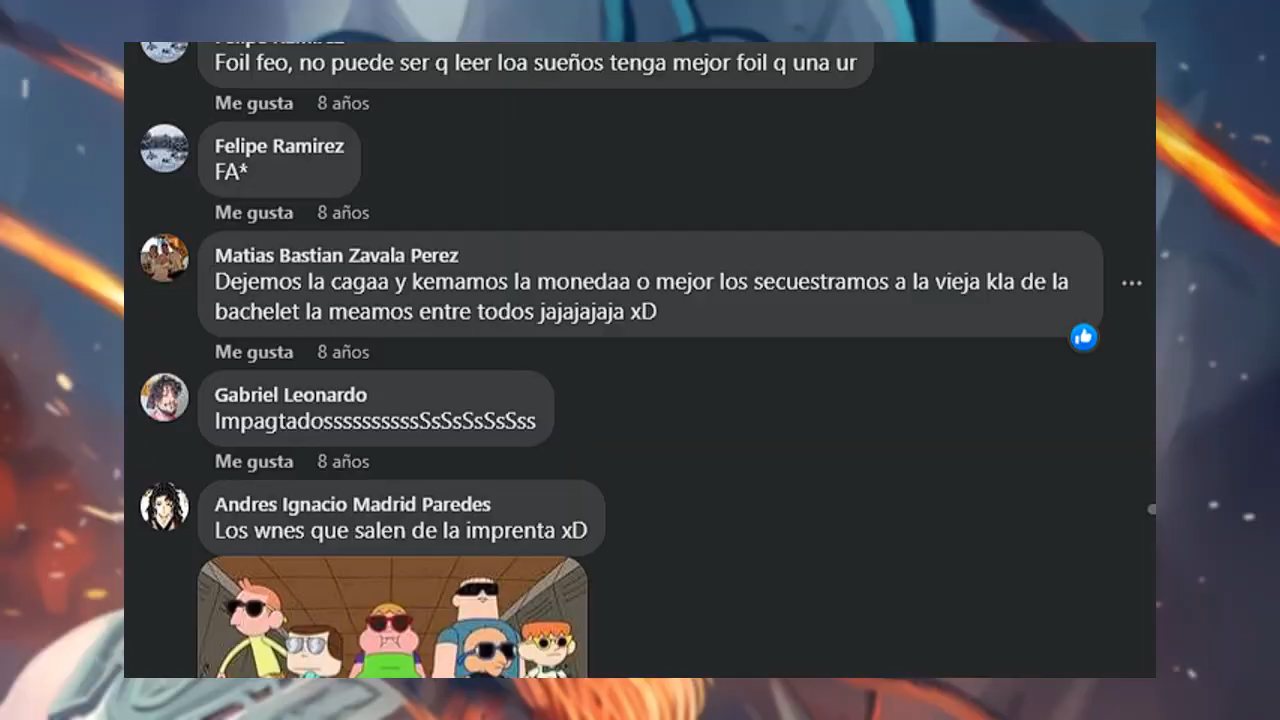 Felipe Ramirez
Foil feo, no puede ser q leer loa sueños tenga mejor foil q una ur
Me gusta 8 años
Felipe Ramirez
FA*
Me gusta 8 años
Matias Bastian Zavala Perez
Dejemos la cagaa y kemamos la monedaa o mejor los secuestramos a la vieja kla de la
bachelet la meamos entre todos jajajajaja xD
Me gusta 8 años
Gabriel Leonardo
ImpagtadossssssssssSsSsSsSsSss
Me gusta 8 años
Andres Ignacio Madrid Paredes
Los wnes que salen de la imprenta xD